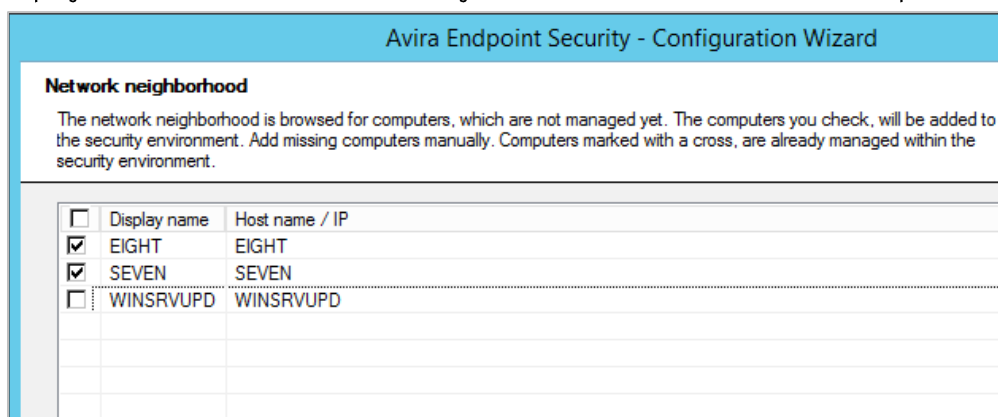 Avira Endpoint Security - Configuration Wizard
Network neighborhood
The network neighborhood is browsed for computers, which are not managed yet. The computers you check, will be added to
the security environment. Add missing computers manually. Computers marked with a cross, are already managed within the
security environment.
Display name Host name / IP
EIGHT EIGHT
SEVEN SEVEN
WINSRVUPD WINSRVUPD